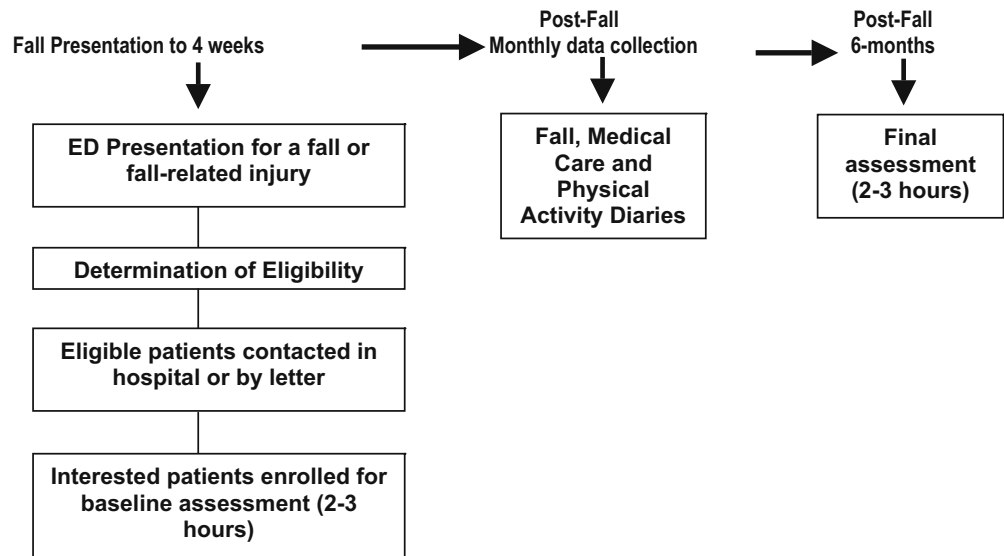 Fall Presentation to 4 weeks
Post-Fall
Monthly data collection
Post-Fall
6-months
ED Presentation for a fall or
fall-related injury
Determination of Eligibility
Eligible patients contacted in
hospital or by letter
Interested patients enrolled for
baseline assessment (2-3
hours)
Fall, Medical
Care and
Physical
Activity Diaries
Final
assessment
(2-3 hours)